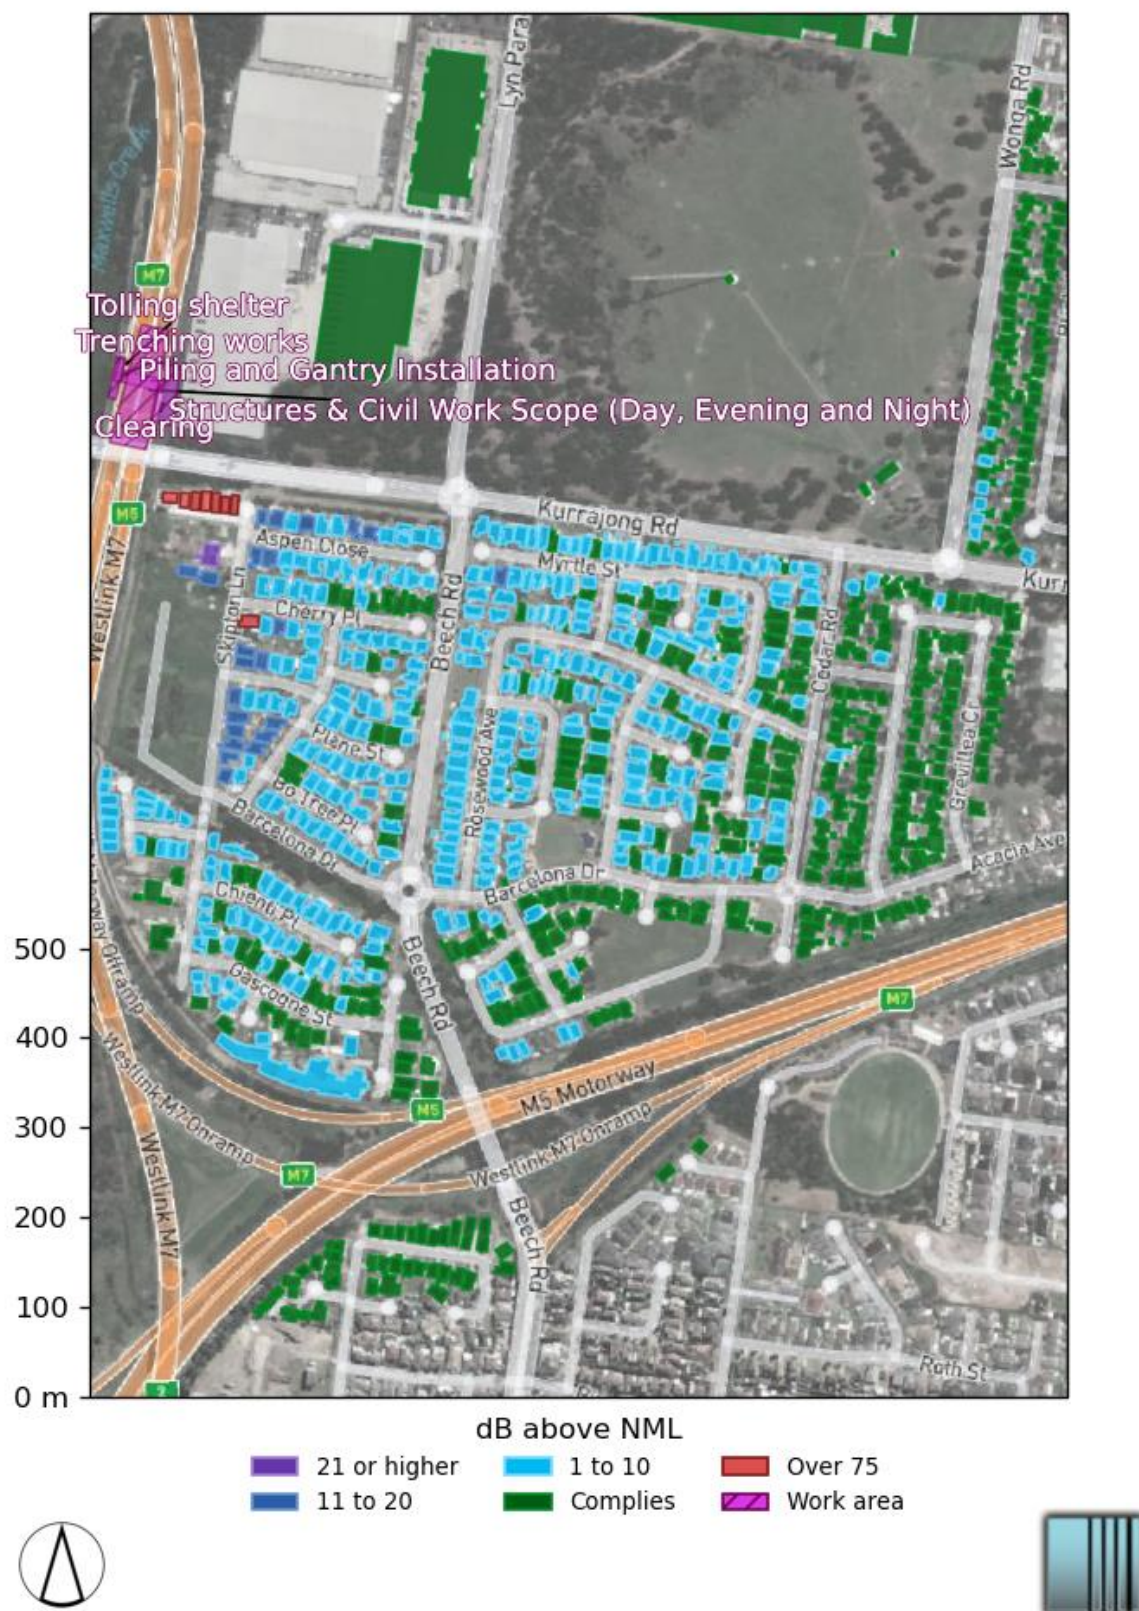 Lyn Para
Wonga Rd
Maxwells Creek
M7
Tolling shelter
Trenching works
Piling and Gantry Installation
Structures & Civil Work Scope (Day, Evening and Night)
Clearing
M5
Kurrajong Rd
Aspen Close
Myrtle St
Kurr
Westlink M7
Skipton Ln
Cherry Pl
Beech Rd
Cedar Rd
Plane St
Rosewood Ave
Grevillea Cr
Bo Tree Pl
Barcelona Dr
Barcelona Dr
Acacia Ave
Chienti Pl
500
Beech Rd
Gascogne St
M7
400
Westlink M7 Onramp
M5 Motorway
M5
300
Westlink M7 Onramp
Westlink M7
M7
200
Beech Rd
100
Roth St
0 m
2
dB above NML
21 or higher
1 to 10
Over 75
11 to 20
Complies
Work area